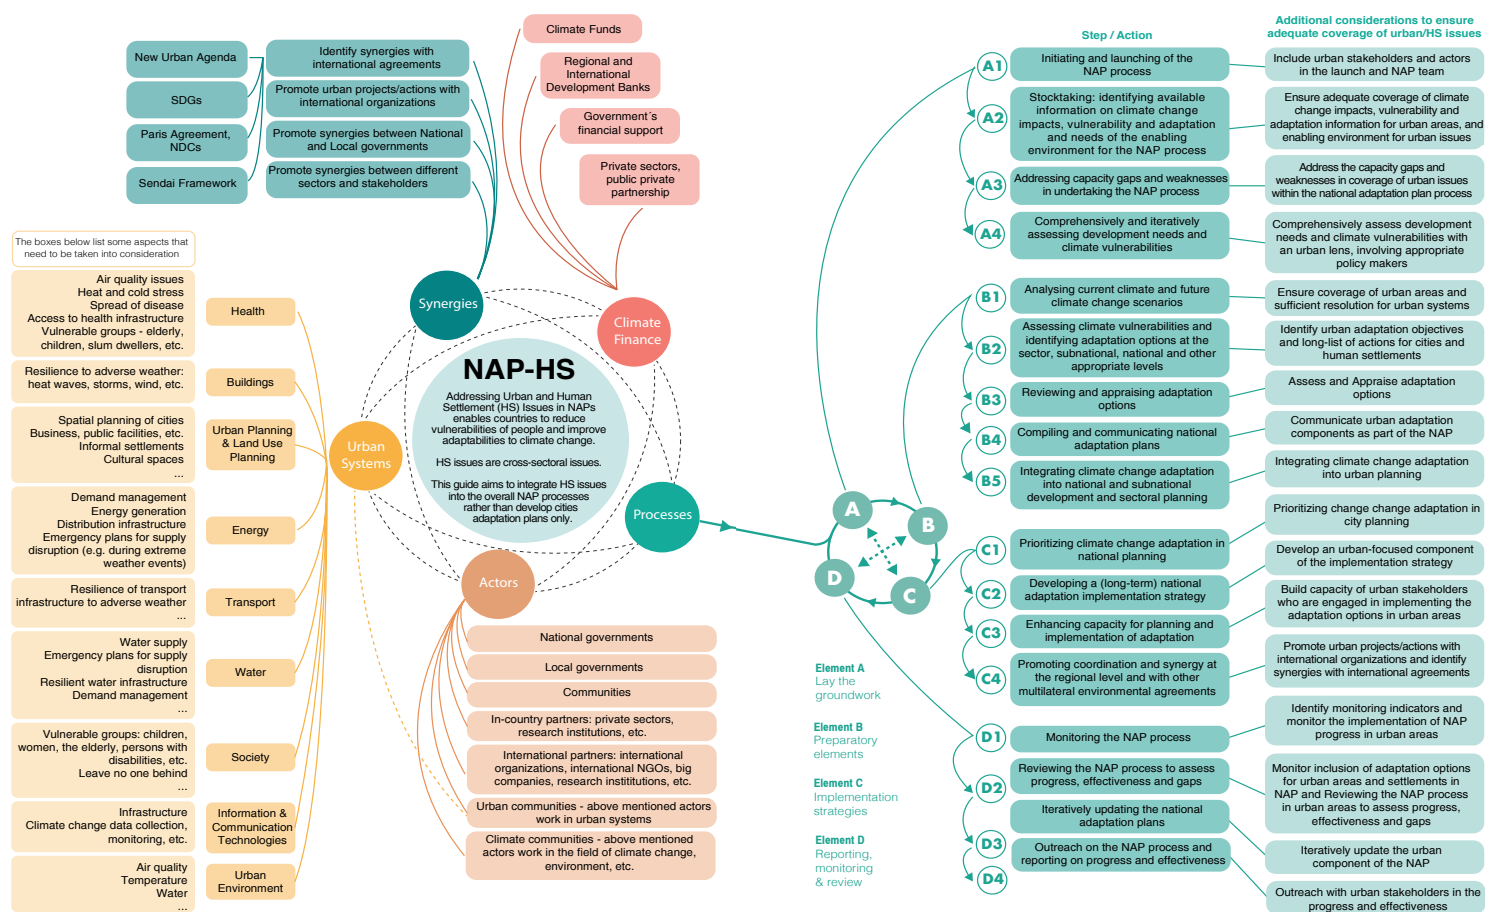 New Urban Agenda
SDGs
Paris Agreement,
NDCs
Sendai Framework
Identify synergies with
international agreements
Promote urban projects/actions with
international organizations
Promote synergies between National
and Local governments
Promote synergies between different
sectors and stakeholders
Climate Funds
Regional and
International
Development Banks
Government´s
financial support
Private sectors,
public private
partnership
The boxes below list some aspects that
need to be taken into consideration
Air quality issues
Heat and cold stress
Spread of disease
Access to health infrastructure
Vulnerable groups - elderly,
children, slum dwellers, etc.
Health
Resilience to adverse weather:
heat waves, storms, wind, etc.
Buildings
Spatial planning of cities
Business, public facilities, etc.
Informal settlements
Cultural spaces
...
Urban Planning
& Land Use
Planning
Demand management
Energy generation
Distribution infrastructure
Emergency plans for supply
disruption (e.g. during extreme
weather events)
Energy
Resilience of transport
infrastructure to adverse weather
...
Transport
Water supply
Emergency plans for supply
disruption
Resilient water infrastructure
Demand management
...
Water
Vulnerable groups: children,
women, the elderly, persons with
disabilities, etc.
Leave no one behind
...
Society
Infrastructure
Climate change data collection,
monitoring, etc.
Information &
Communication
Technologies
Air quality
Temperature
Water
...
Urban
Environment
Synergies
Climate
Finance
Urban
Systems
Processes
Actors
NAP-HS
Addressing Urban and Human
Settlement (HS) Issues in NAPs
enables countries to reduce
vulnerabilities of people and improve
adaptabilities to climate change.
HS issues are cross-sectoral issues.
This guide aims to integrate HS issues
into the overall NAP processes
rather than develop cities
adaptation plans only.
National governments
Local governments
Communities
In-country partners: private sectors,
research institutions, etc.
International partners: international
organizations, international NGOs, big
companies, research instititutions, etc.
Urban communities - above mentioned actors
work in urban systems
Climate communities - above mentioned
actors work in the field of climate change,
environment, etc.
A
B
C
D
Element A
Lay the
groundwork
Element B
Preparatory
elements
Element C
Implementation
strategies
Element D
Reporting,
monitoring
& review
Step / Action
Additional considerations to ensure
adequate coverage of urban/HS issues
A1
Initiating and launching of the
NAP process
Include urban stakeholders and actors
in the launch and NAP team
A2
Stocktaking: identifying available
information on climate change
impacts, vulnerability and adaptation
and needs of the enabling
environment for the NAP process
Ensure adequate coverage of climate
change impacts, vulnerability and
adaptation information for urban areas, and
enabling environment for urban issues
A3
Addressing capacity gaps and weaknesses
in undertaking the NAP process
Address the capacity gaps and
weaknesses in coverage of urban issues
within the national adaptation plan process
A4
Comprehensively and iteratively
assessing development needs and
climate vulnerabilities
Comprehensively assess development
needs and climate vulnerabilities with
an urban lens, involving appropriate
policy makers
B1
Analysing current climate and future
climate change scenarios
Ensure coverage of urban areas and
sufficient resolution for urban systems
B2
Assessing climate vulnerabilities and
identifying adaptation options at the
sector, subnational, national and other
appropriate levels
Identify urban adaptation objectives
and long-list of actions for cities and
human settlements
B3
Reviewing and appraising adaptation
options
Assess and Appraise adaptation
options
B4
Compiling and communicating national
adaptation plans
Communicate urban adaptation
components as part of the NAP
B5
Integrating climate change adaptation
into national and subnational
development and sectoral planning
Integrating climate change adaptation
into urban planning
C1
Prioritizing climate change adaptation in
national planning
Prioritizing change change adaptation in
city planning
C2
Developing a (long-term) national
adaptation implementation strategy
Develop an urban-focused component
of the implementation strategy
C3
Enhancing capacity for planning and
implementation of adaptation
Build capacity of urban stakeholders
who are engaged in implementing the
adaptation options in urban areas
C4
Promoting coordination and synergy at
the regional level and with other
multilateral environmental agreements
Promote urban projects/actions with
international organizations and identify
synergies with international agreements
D1
Monitoring the NAP process
Identify monitoring indicators and
monitor the implementation of NAP
progress in urban areas
D2
Reviewing the NAP process to assess
progress, effectiveness and gaps
Monitor inclusion of adaptation options
for urban areas and settlements in
NAP and Reviewing the NAP process
in urban areas to assess progress,
effectiveness and gaps
D3
Iteratively updating the national
adaptation plans
Iteratively update the urban
component of the NAP
D4
Outreach on the NAP process and
reporting on progress and effectiveness
Outreach with urban stakeholders in the
progress and effectiveness